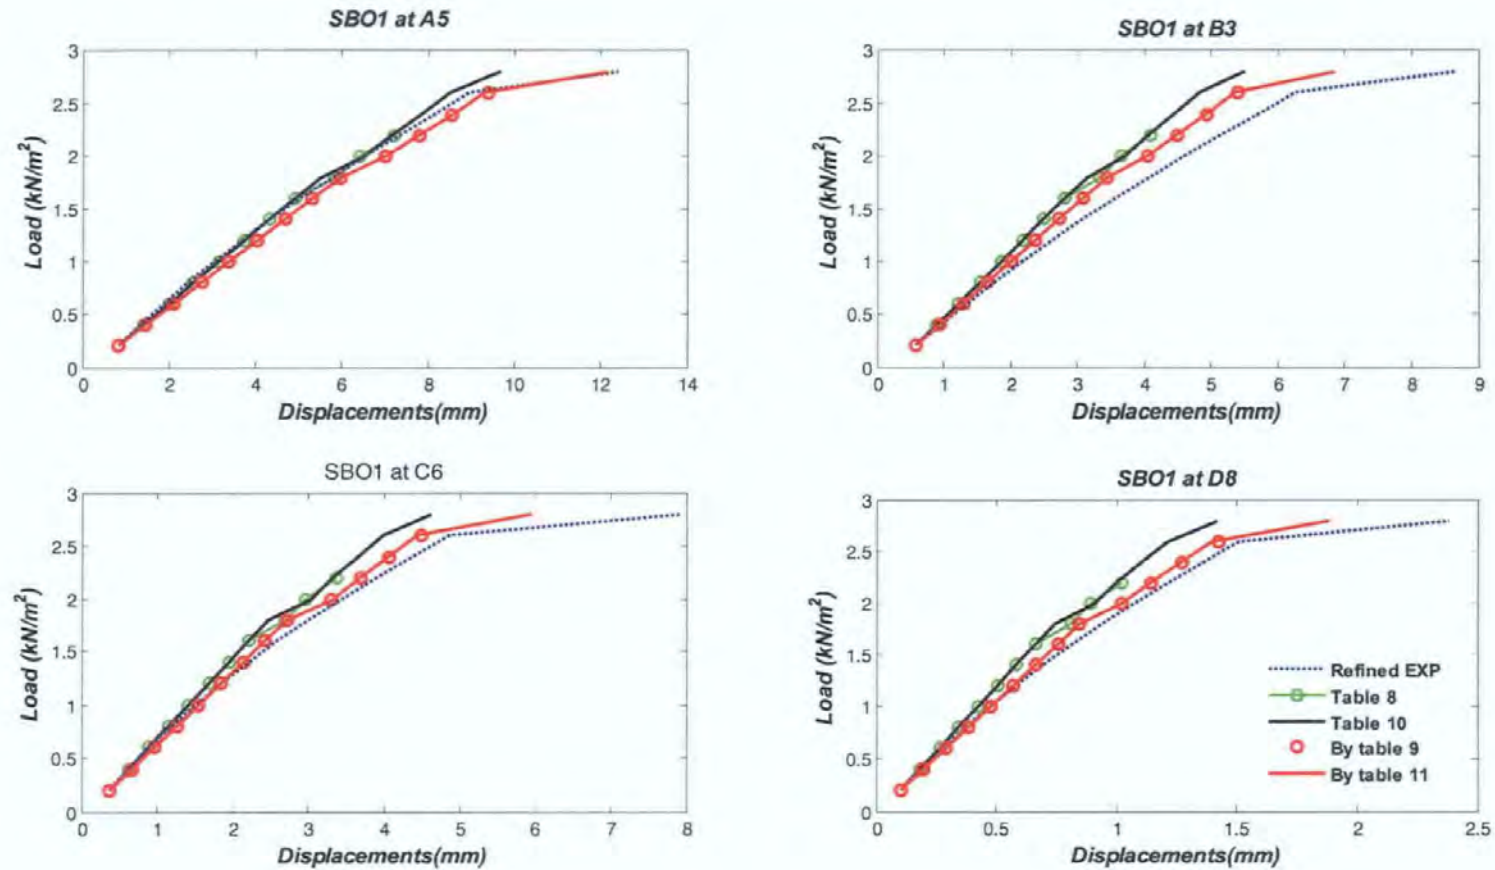 SBO1 at A5
3
2.5
2
1.5
1
0.5
0
Load (kN/m²)
0 2 4 6 8 10 12 14
Displacements(mm)
SBO1 at B3
3
2.5
2
1.5
1
0.5
0
Load (kN/m²)
0 1 2 3 4 5 6 7 8 9
Displacements(mm)
SBO1 at C6
3
2.5
2
1.5
1
0.5
0
Load (kN/m²)
0 1 2 3 4 5 6 7 8
Displacements(mm)
SBO1 at D8
3
2.5
2
1.5
1
0.5
0
Load (kN/m²)
0 0.5 1 1.5 2 2.5
Displacements(mm)
Refined EXP
Table 8
Table 10
By table 9
By table 11